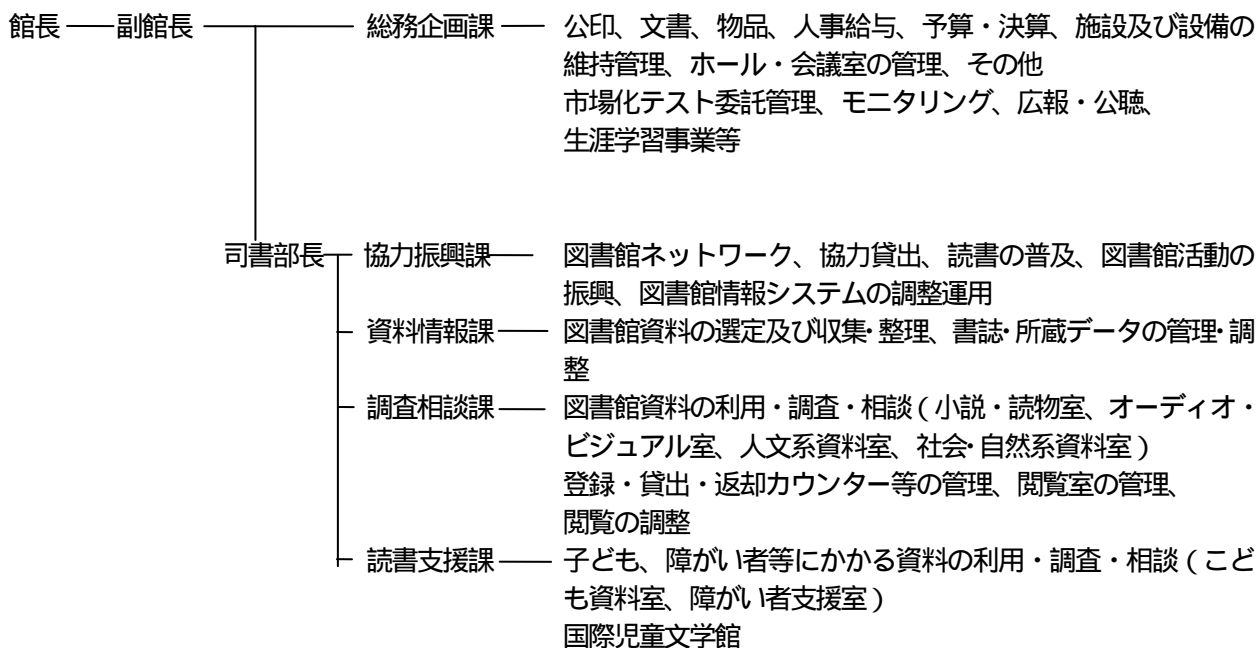 館長 副館長 総務企画課 公印、文書、物品、人事給与、予算・決算、施設及び設備の
維持管理、ホール・会議室の管理、その他
市場化テスト委託管理、モニタリング、広報・公聴、
生涯学習事業等
司書部長 協力振興課 図書館ネットワーク、協力貸出、読書の普及、図書館活動の
振興、図書館情報システムの調整運用
資料情報課 図書館資料の選定及び収集・整理、書誌・所蔵データの管理・調
整
調査相談課 図書館資料の利用・調査・相談(小説・読物室、オーディオ・
ビジュアル室、人文系資料室、社会・自然系資料室)
登録・貸出・返却カウンター等の管理、閲覧室の管理、
閲覧の調整
読書支援課 子ども、障がい者等にかかる資料の利用・調査・相談(こど
も資料室、障がい者支援室)
国際児童文学館